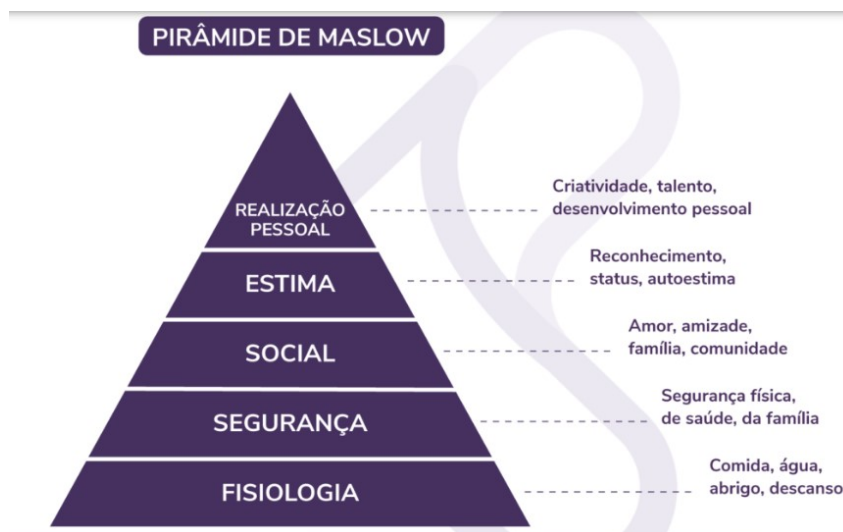 PIRÂMIDE DE MASLOW
REALIZAÇÃO
PESSOAL
Criatividade, talento,
desenvolvimento pessoal
ESTIMA
Reconhecimento,
status, autoestima
SOCIAL
Amor, amizade,
família, comunidade
SEGURANÇA
Segurança física,
de saúde, da família
FISIOLOGIA
Comida, água,
abrigo, descanso